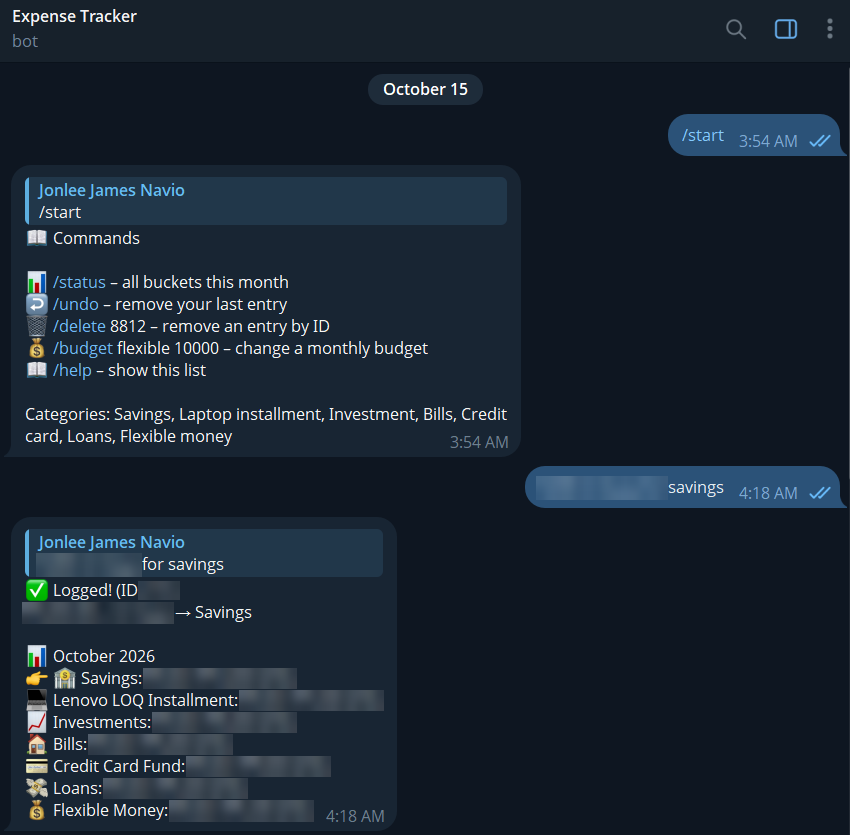 Expense Tracker
bot
October 15
/start 3:54 AM
Jonlee James Navio
/start
📖 Commands
📊 /status – all buckets this month
↩️ /undo – remove your last entry
🗑️ /delete 8812 – remove an entry by ID
💰 /budget flexible 10000 – change a monthly budget
📖 /help – show this list
Categories: Savings, Laptop installment, Investment, Bills, Credit
card, Loans, Flexible money 3:54 AM
savings 4:18 AM
Jonlee James Navio
for savings
✅ Logged! (ID
→ Savings
📊 October 2026
👉 🏦 Savings:
💻 Lenovo LOQ Installment:
📈 Investments:
🏠 Bills:
💳 Credit Card Fund:
💸 Loans:
💰 Flexible Money: 4:18 AM